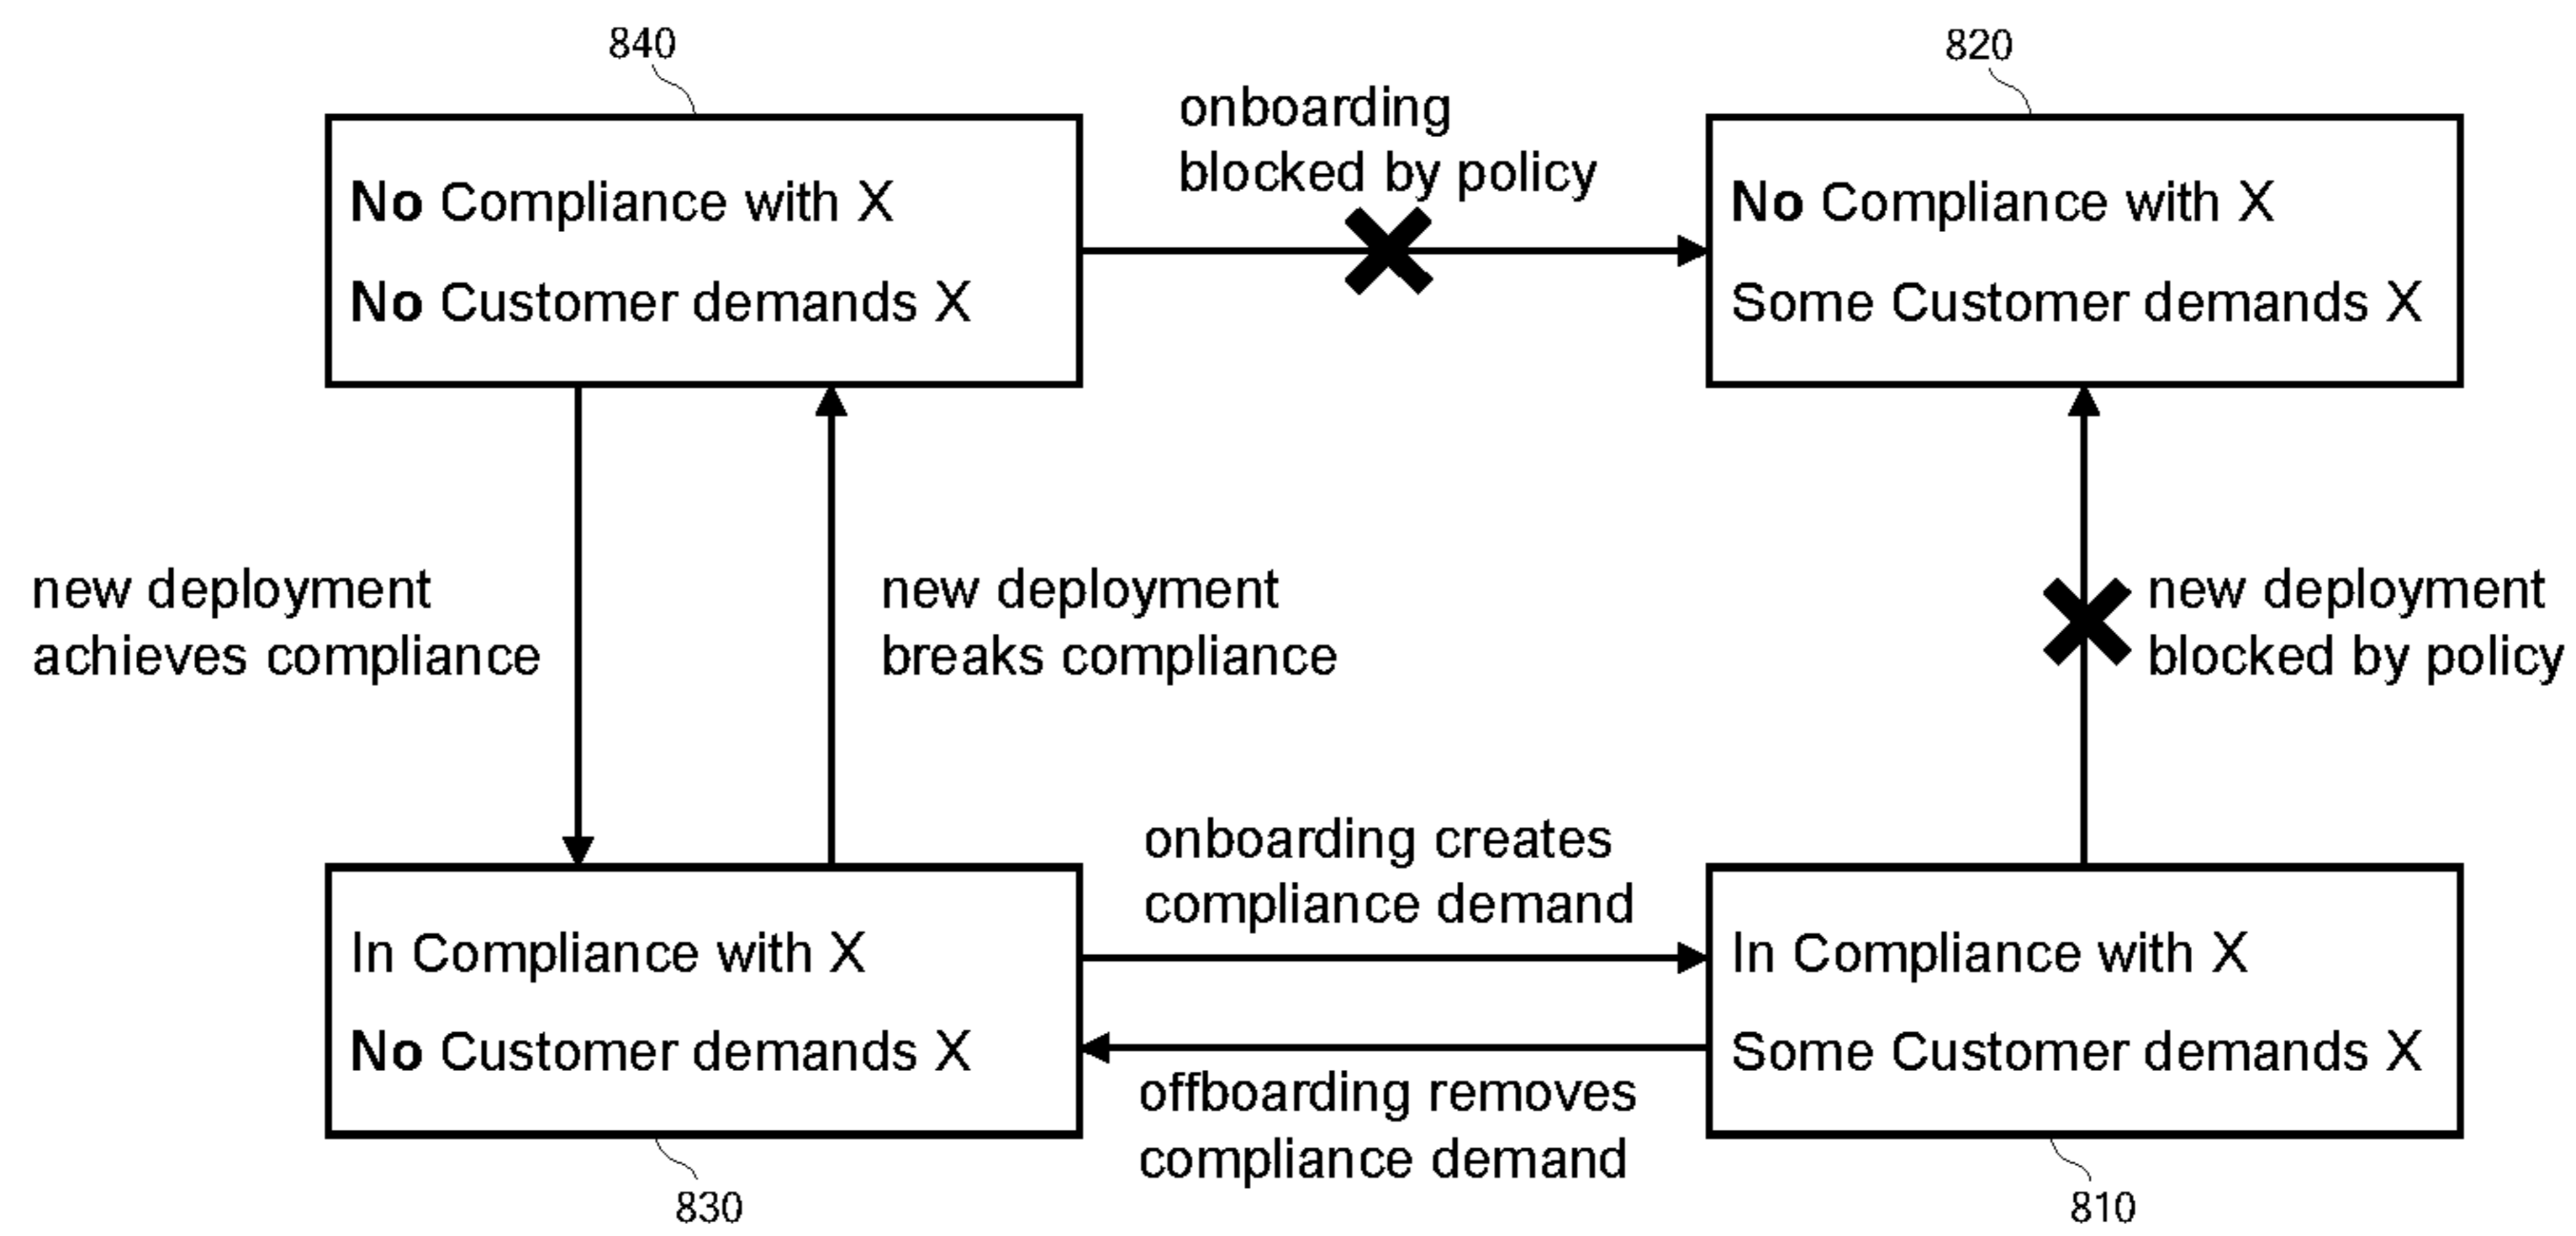 840
820
onboarding
blocked by policy
No Compliance with X
No Customer demands X
No Compliance with X
Some Customer demands X
new deployment
achieves compliance
new deployment
breaks compliance
new deployment
blocked by policy
onboarding creates
compliance demand
In Compliance with X
No Customer demands X
In Compliance with X
Some Customer demands X
offboarding removes
compliance demand
830
810